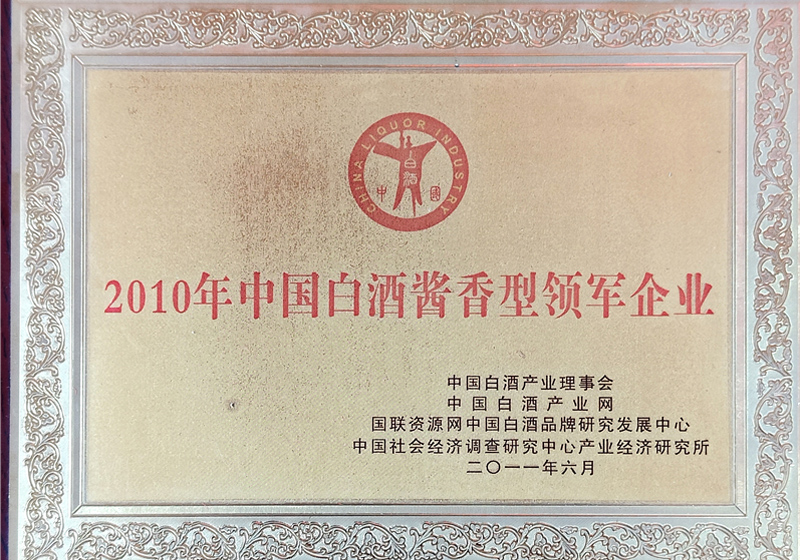 CHINA LIQUOR INDUSTRY
白酒
中國
2010年中国白酒酱香型领军企业
中国白酒产业理事会
中国白酒产业网
国联资源网中国白酒品牌研究发展中心
中国社会经济调查研究中心产业经济研究所
二〇一一年六月